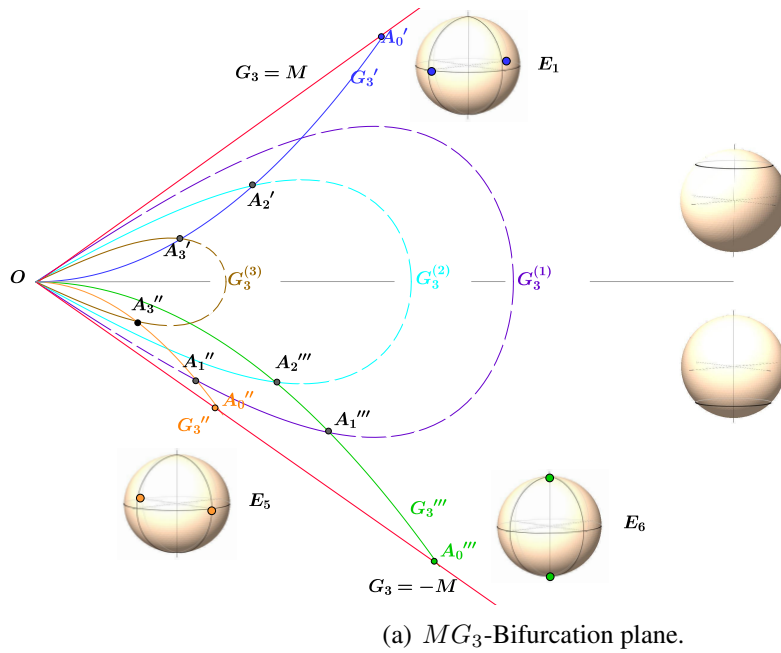 A₀′
G₃ = M
E₁
G₃′
A₂′
A₃′
O
G₃⁽³⁾
G₃⁽²⁾
G₃⁽¹⁾
A₃″
A₁″
A₂‴
A₀″
A₁‴
G₃″
E₅
G₃‴
E₆
A₀‴
G₃ = −M
(a) MG₃-Bifurcation plane.